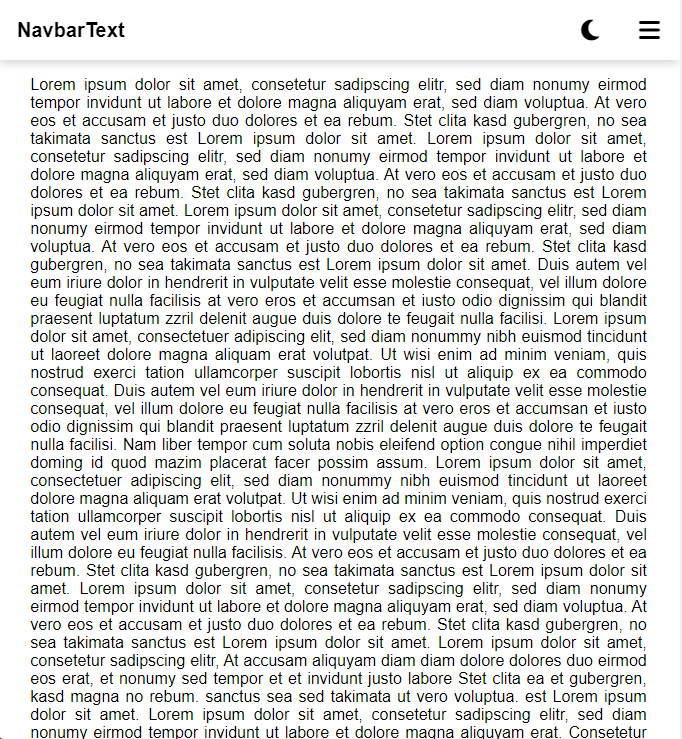 NavbarText
Lorem ipsum dolor sit amet, consetetur sadipscing elitr, sed diam nonumy eirmod
tempor invidunt ut labore et dolore magna aliquyam erat, sed diam voluptua. At vero
eos et accusam et justo duo dolores et ea rebum. Stet clita kasd gubergren, no sea
takimata sanctus est Lorem ipsum dolor sit amet. Lorem ipsum dolor sit amet,
consetetur sadipscing elitr, sed diam nonumy eirmod tempor invidunt ut labore et
dolore magna aliquyam erat, sed diam voluptua. At vero eos et accusam et justo duo
dolores et ea rebum. Stet clita kasd gubergren, no sea takimata sanctus est Lorem
ipsum dolor sit amet. Lorem ipsum dolor sit amet, consetetur sadipscing elitr, sed diam
nonumy eirmod tempor invidunt ut labore et dolore magna aliquyam erat, sed diam
voluptua. At vero eos et accusam et justo duo dolores et ea rebum. Stet clita kasd
gubergren, no sea takimata sanctus est Lorem ipsum dolor sit amet. Duis autem vel
eum iriure dolor in hendrerit in vulputate velit esse molestie consequat, vel illum dolore
eu feugiat nulla facilisis at vero eros et accumsan et iusto odio dignissim qui blandit
praesent luptatum zzril delenit augue duis dolore te feugait nulla facilisi. Lorem ipsum
dolor sit amet, consectetuer adipiscing elit, sed diam nonummy nibh euismod tincidunt
ut laoreet dolore magna aliquam erat volutpat. Ut wisi enim ad minim veniam, quis
nostrud exerci tation ullamcorper suscipit lobortis nisl ut aliquip ex ea commodo
consequat. Duis autem vel eum iriure dolor in hendrerit in vulputate velit esse molestie
consequat, vel illum dolore eu feugiat nulla facilisis at vero eros et accumsan et iusto
odio dignissim qui blandit praesent luptatum zzril delenit augue duis dolore te feugait
nulla facilisi. Nam liber tempor cum soluta nobis eleifend option congue nihil imperdiet
doming id quod mazim placerat facer possim assum. Lorem ipsum dolor sit amet,
consectetuer adipiscing elit, sed diam nonummy nibh euismod tincidunt ut laoreet
dolore magna aliquam erat volutpat. Ut wisi enim ad minim veniam, quis nostrud exerci
tation ullamcorper suscipit lobortis nisl ut aliquip ex ea commodo consequat. Duis
autem vel eum iriure dolor in hendrerit in vulputate velit esse molestie consequat, vel
illum dolore eu feugiat nulla facilisis. At vero eos et accusam et justo duo dolores et ea
rebum. Stet clita kasd gubergren, no sea takimata sanctus est Lorem ipsum dolor sit
amet. Lorem ipsum dolor sit amet, consetetur sadipscing elitr, sed diam nonumy
eirmod tempor invidunt ut labore et dolore magna aliquyam erat, sed diam voluptua. At
vero eos et accusam et justo duo dolores et ea rebum. Stet clita kasd gubergren, no
sea takimata sanctus est Lorem ipsum dolor sit amet. Lorem ipsum dolor sit amet,
consetetur sadipscing elitr, At accusam aliquyam diam diam dolore dolores duo eirmod
eos erat, et nonumy sed tempor et et invidunt justo labore Stet clita ea et gubergren,
kasd magna no rebum. sanctus sea sed takimata ut vero voluptua. est Lorem ipsum
dolor sit amet. Lorem ipsum dolor sit amet, consetetur sadipscing elitr, sed diam
nonumy eirmod tempor invidunt ut labore et dolore magna aliquyam erat. Consetetur